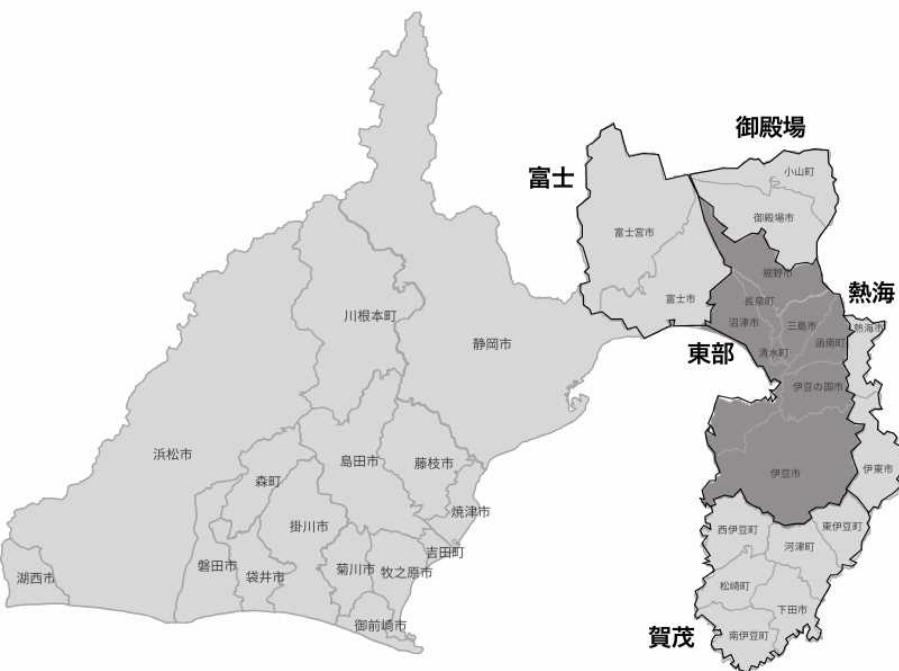 御殿場
富士
小山町
御殿場市
富士宮市
裾野市
熱海
富士市
長泉町
川根本町
沼津市
三島市
熱海市
静岡市
函南町
東部
清水町
伊豆の国市
浜松市
島田市
藤枝市
伊東市
伊豆市
森町
焼津市
掛川市
西伊豆町
東伊豆町
吉田町
河津町
磐田市
菊川市
牧之原市
湖西市
袋井市
松崎町
下田市
御前崎市
賀茂
南伊豆町